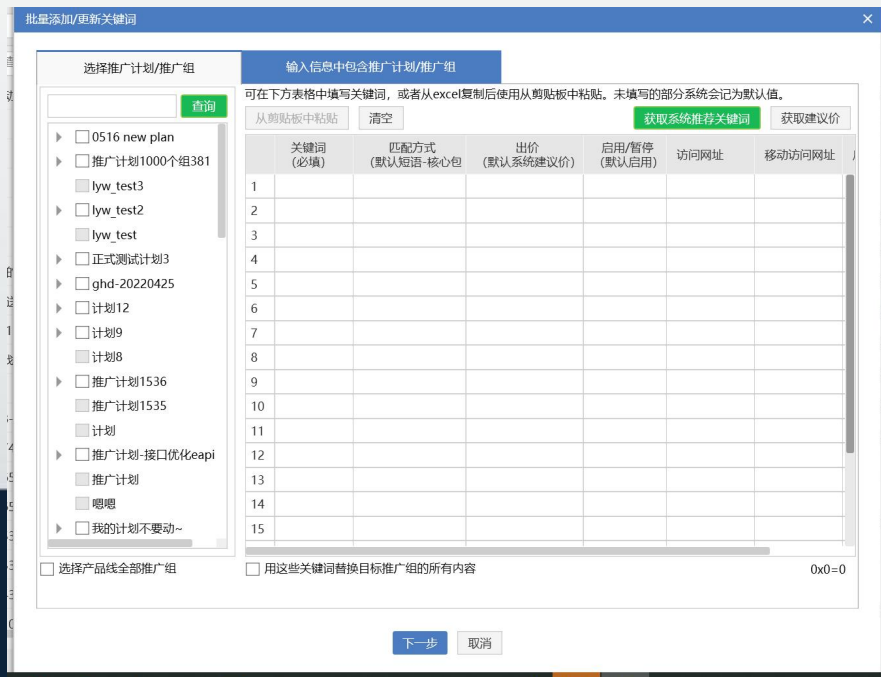 批量添加/更新关键词
选择推广计划/推广组
输入信息中包含推广计划/推广组
查询
0516 new plan
推广计划1000个组381
lyw_test3
lyw_test2
lyw_test
正式测试计划3
ghd-20220425
计划12
计划9
计划8
推广计划1536
推广计划1535
计划
推广计划-接口优化eapi
推广计划
嗯嗯
我的计划不要动~
选择产品线全部推广组
可在下方表格中填写关键词，或者从excel复制后使用从剪贴板中粘贴。未填写的部分系统会记为默认值。
从剪贴板中粘贴
清空
获取系统推荐关键词
获取建议价
关键词
(必填)
匹配方式
(默认短语-核心包
出价
(默认系统建议价)
启用/暂停
(默认启用)
访问网址
移动访问网址
1
2
3
4
5
6
7
8
9
10
11
12
13
14
15
用这些关键词替换目标推广组的所有内容
0x0=0
下一步
取消